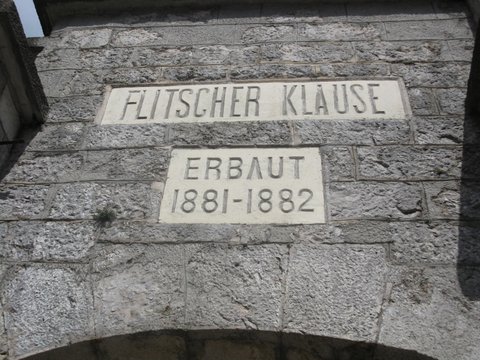 FLITSCHER KLAUSE
ERBAUT
1881-1882